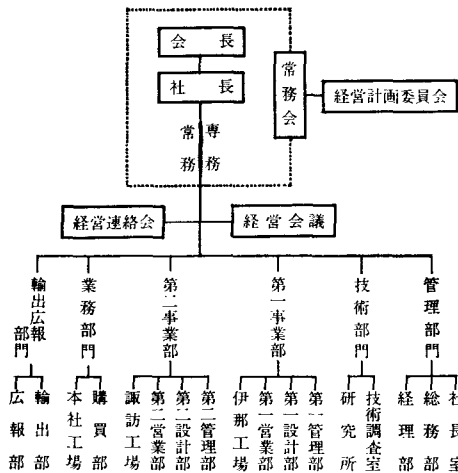 会長
社長
専務
常務
常務会
経営計画委員会
経営連絡会
経営会議
管理部門
技術部門
第一事業部
第二事業部
業務部門
輸出広報部門
社長室
総務部
経理部
技術調査室
研究所
第一管理部
第一設計部
第一営業部
伊那工場
第二管理部
第二設計部
第二営業部
諏訪工場
購買部
本社工場
輸出部
広報部